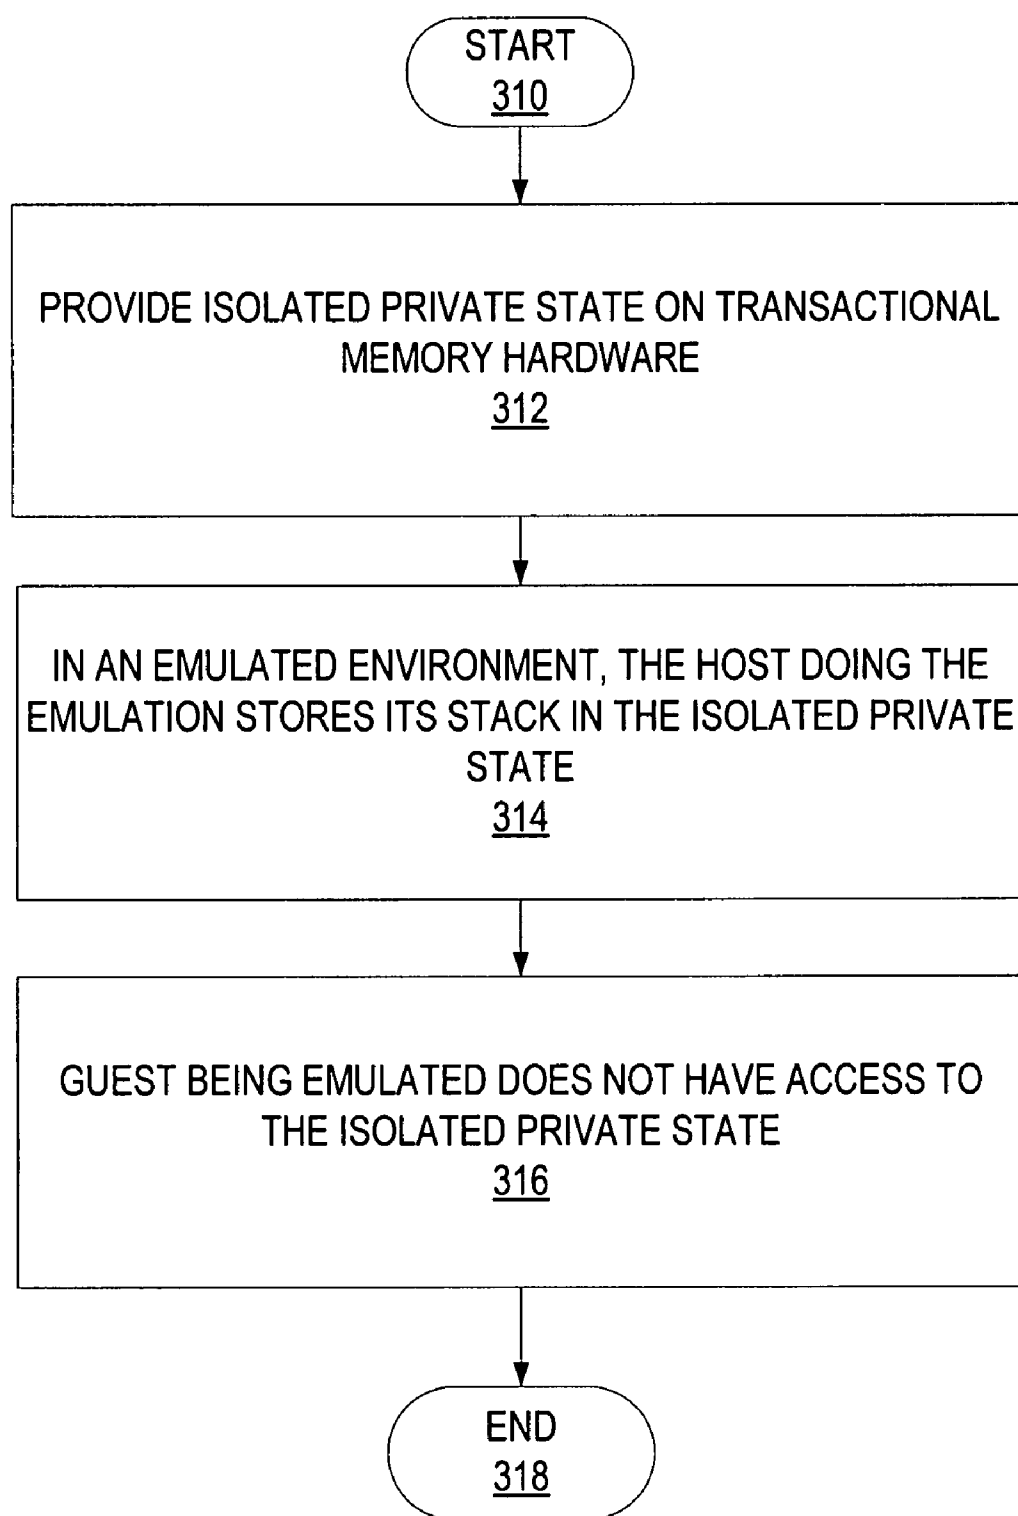 START
310
PROVIDE ISOLATED PRIVATE STATE ON TRANSACTIONAL
MEMORY HARDWARE
312
IN AN EMULATED ENVIRONMENT, THE HOST DOING THE
EMULATION STORES ITS STACK IN THE ISOLATED PRIVATE
STATE
314
GUEST BEING EMULATED DOES NOT HAVE ACCESS TO
THE ISOLATED PRIVATE STATE
316
END
318